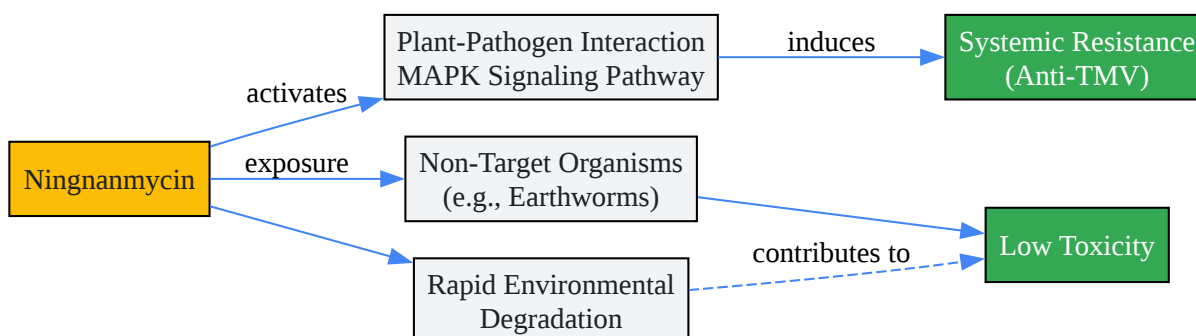 Plant-Pathogen Interaction
MAPK Signaling Pathway
induces
Systemic Resistance
(Anti-TMV)
activates
Ningnanmycin
exposure
Non-Target Organisms
(e.g., Earthworms)
Low Toxicity
contributes to
Rapid Environmental
Degradation